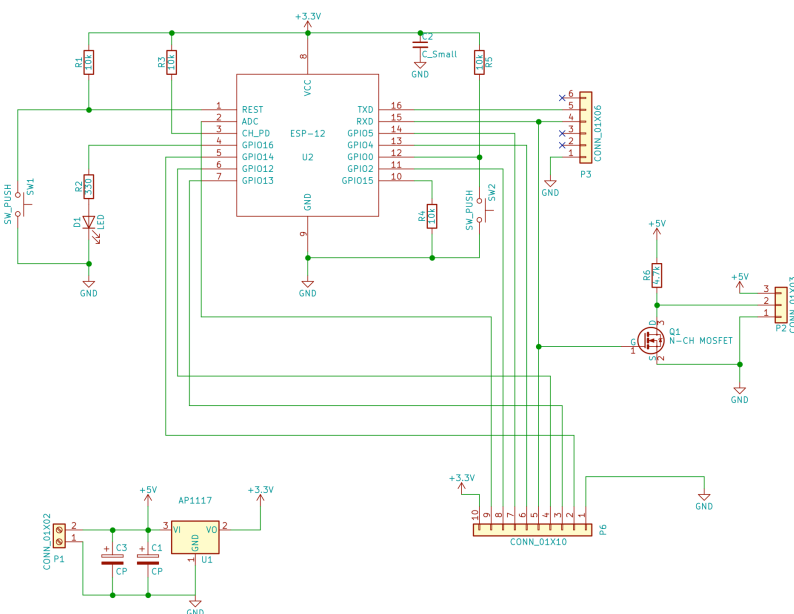 +3.3V
C2
C_Small
GND
R1
10k
R3
10k
R5
10k
8
VCC
ESP-12
U2
GND
9
1 REST
2 ADC
3 CH_PD
4 GPIO16
5 GPIO14
6 GPIO12
7 GPIO13
TXD 16
RXD 15
GPIO5 14
GPIO4 13
GPIO0 12
GPIO2 11
GPIO15 10
6
5
4
3
2
1
CONN_01X06
P3
GND
SW_PUSH
SW1
R2
330
D1
LED
GND
R4
10k
SW_PUSH
SW2
GND
+5V
R6
4.7k
+5V
3
2
1
P2
CONN_01X03
Q1
N-CH MOSFET
D
3
G
1
S
2
GND
+3.3V
10
9
8
7
6
5
4
3
2
1
P6
CONN_01X10
GND
+5V
AP1117
+3.3V
CONN_01X02
2
1
P1
C3
CP
C1
CP
3 VI
VO 2
GND
1
U1
GND